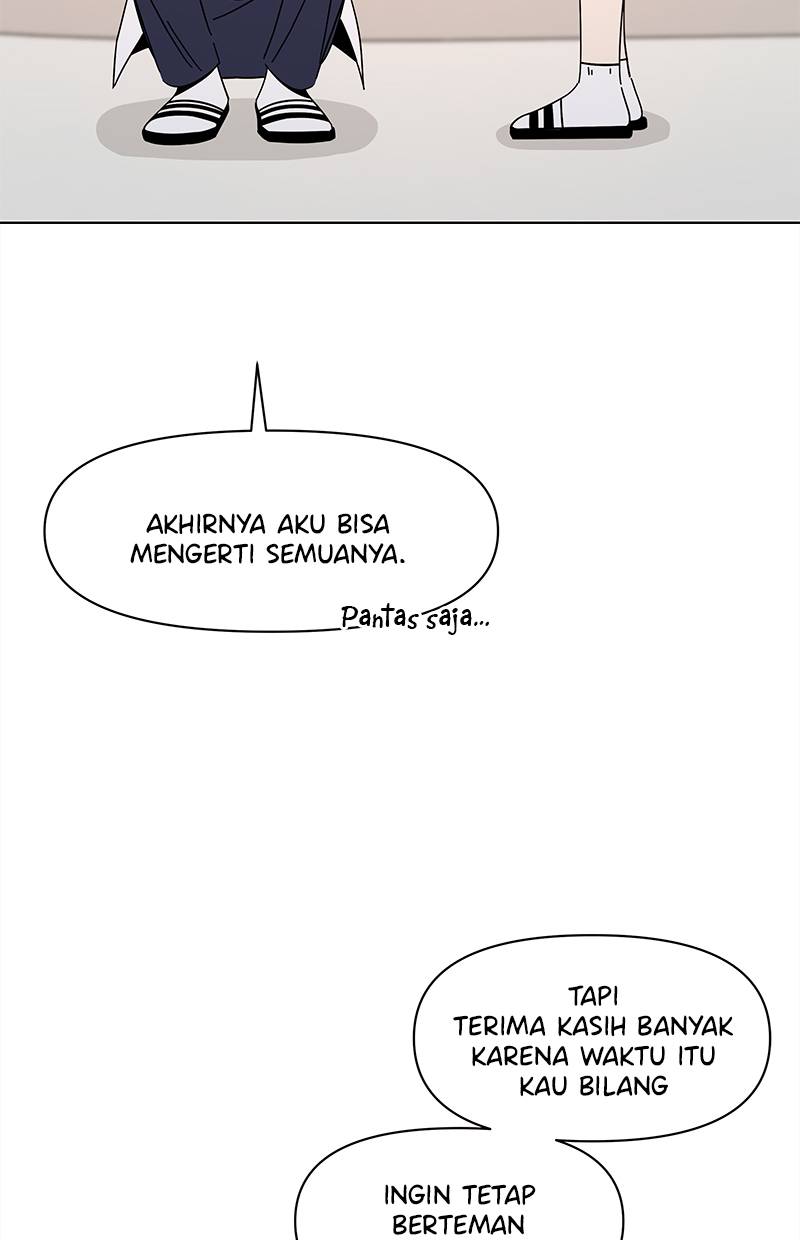 AKHIRNYA AKU BISA
MENGERTI SEMUANYA.
Pantas saja...
TAPI
TERIMA KASIH BANYAK
KARENA WAKTU ITU
KAU BILANG
INGIN TETAP
BERTEMAN